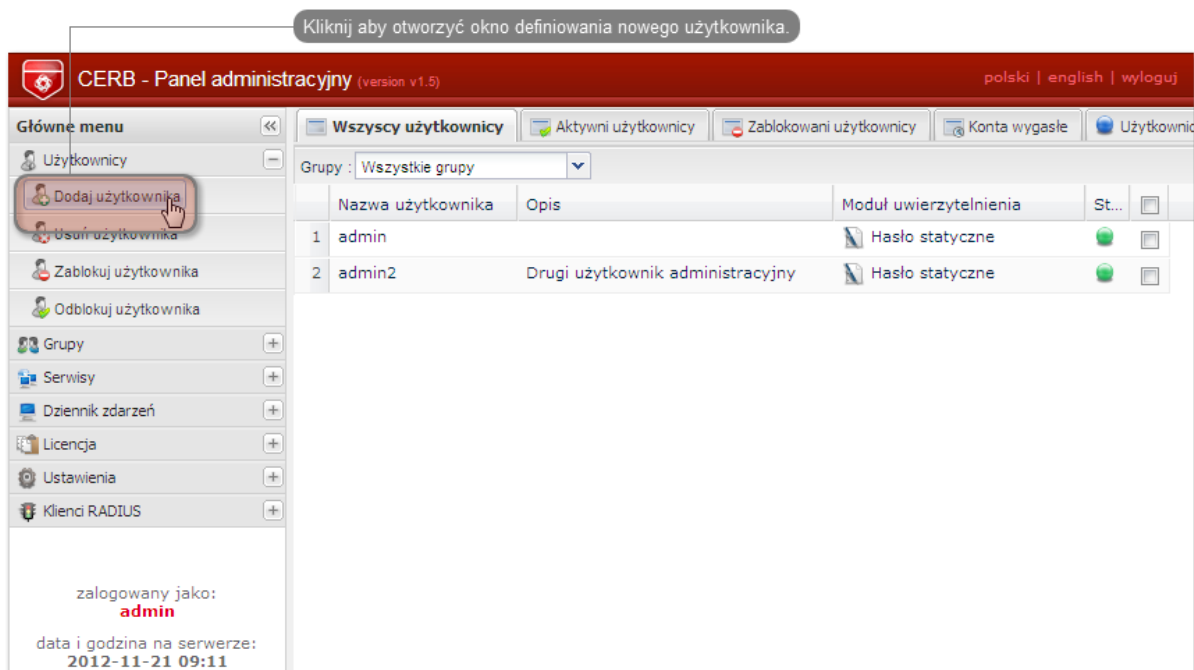 Kliknij aby otworzyć okno definiowania nowego użytkownika.
CERB - Panel administracyjny (version v1.5)
polski | english | wyloguj
Główne menu
Użytkownicy
Dodaj użytkownika
Usuń użytkownika
Zablokuj użytkownika
Odblokuj użytkownika
Grupy
Serwisy
Dziennik zdarzeń
Licencja
Ustawienia
Klienci RADIUS
zalogowany jako:
admin
data i godzina na serwerze:
2012-11-21 09:11
Wszyscy użytkownicy Aktywni użytkownicy Zablokowani użytkownicy Konta wygasłe Użytkownic
Grupy : Wszystkie grupy
Nazwa użytkownika Opis Moduł uwierzytelnienia St...
1 admin Hasło statyczne
2 admin2 Drugi użytkownik administracyjny Hasło statyczne